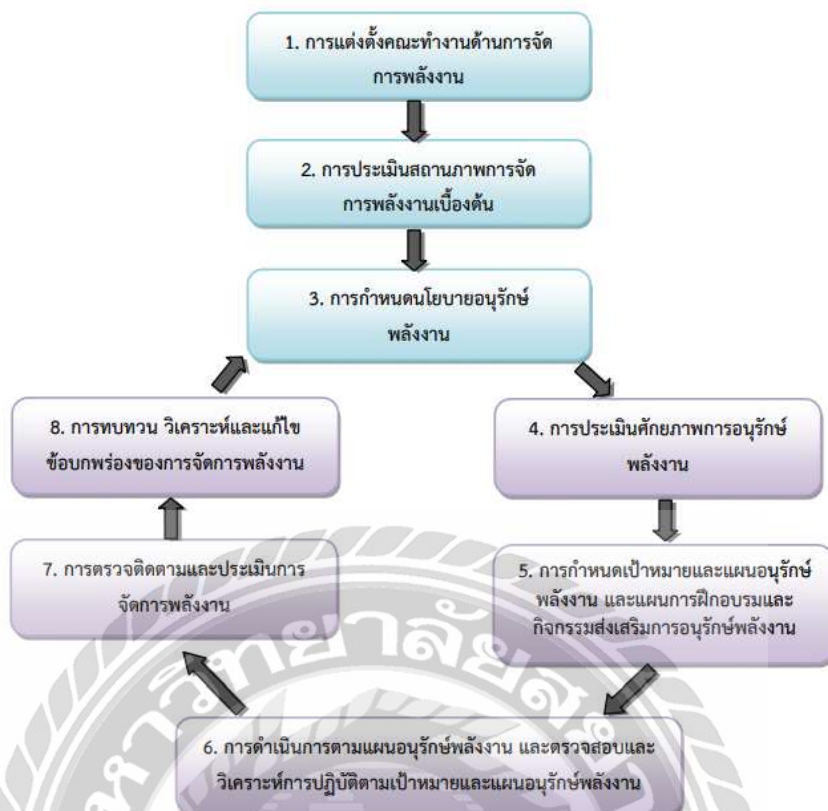 1. การแต่งตั้งคณะทำงานด้านการจัด
การพลังงาน
2. การประเมินสถานภาพการจัด
การพลังงานเบื้องต้น
3. การกำหนดนโยบายอนุรักษ์
พลังงาน
4. การประเมินศักยภาพการอนุรักษ์
พลังงาน
5. การกำหนดเป้าหมายและแผนอนุรักษ์
พลังงาน และแผนการฝึกอบรมและ
กิจกรรมส่งเสริมการอนุรักษ์พลังงาน
6. การดำเนินการตามแผนอนุรักษ์พลังงาน และตรวจสอบและ
วิเคราะห์การปฏิบัติตามเป้าหมายและแผนอนุรักษ์พลังงาน
7. การตรวจติดตามและประเมินการ
จัดการพลังงาน
8. การทบทวน วิเคราะห์และแก้ไข
ข้อบกพร่องของการจัดการพลังงาน